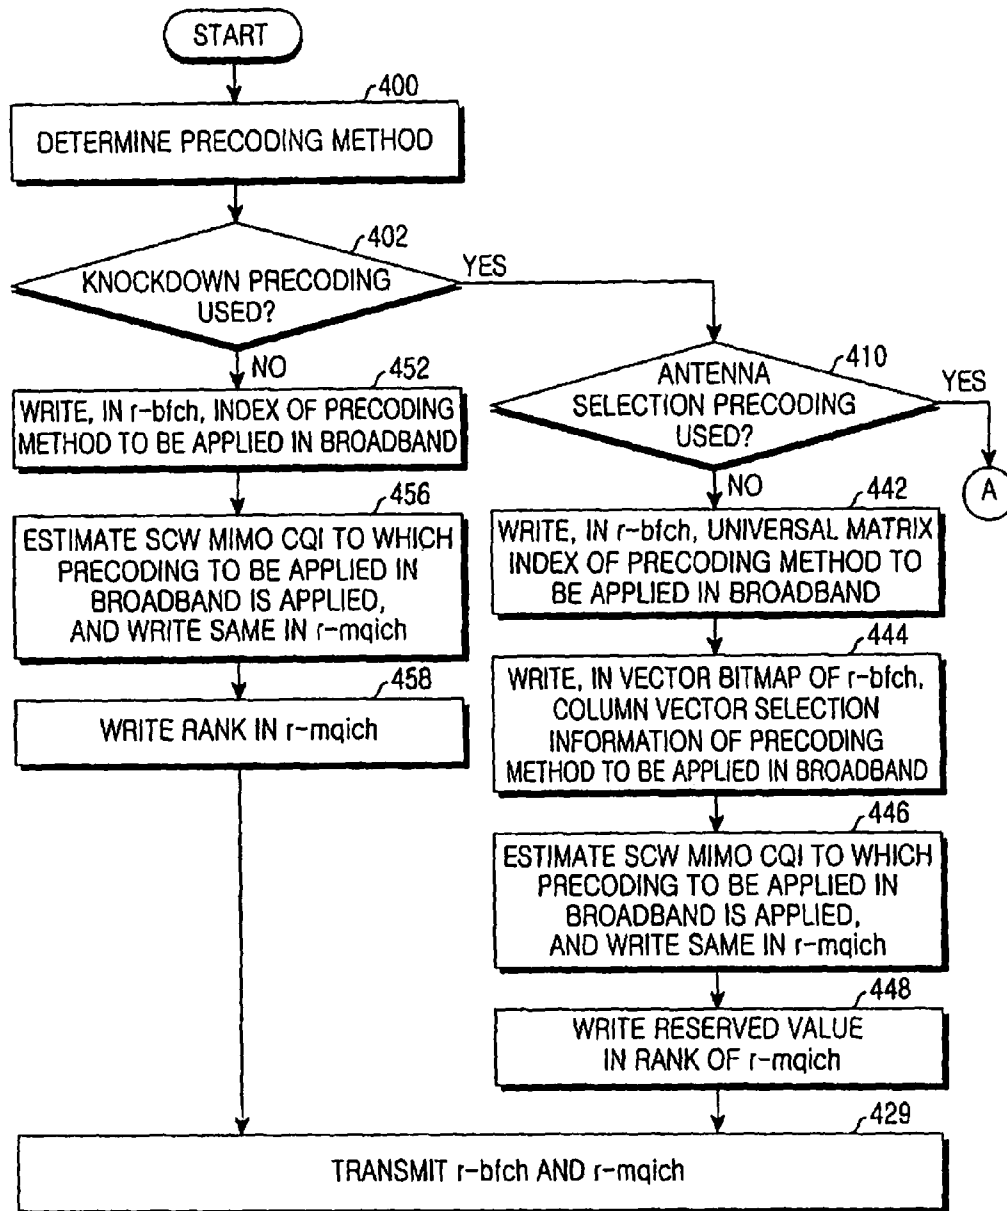 START
400
DETERMINE PRECODING METHOD
402
KNOCKDOWN PRECODING
USED?
YES
NO
452
WRITE, IN r-bfch, INDEX OF PRECODING
METHOD TO BE APPLIED IN BROADBAND
456
ESTIMATE SCW MIMO CQI TO WHICH
PRECODING TO BE APPLIED IN
BROADBAND IS APPLIED,
AND WRITE SAME IN r-mqich
458
WRITE RANK IN r-mqich
410
ANTENNA
SELECTION PRECODING
USED?
YES
A
NO
442
WRITE, IN r-bfch, UNIVERSAL MATRIX
INDEX OF PRECODING METHOD TO
BE APPLIED IN BROADBAND
444
WRITE, IN VECTOR BITMAP OF r-bfch,
COLUMN VECTOR SELECTION
INFORMATION OF PRECODING
METHOD TO BE APPLIED IN BROADBAND
446
ESTIMATE SCW MIMO CQI TO WHICH
PRECODING TO BE APPLIED IN
BROADBAND IS APPLIED,
AND WRITE SAME IN r-mqich
448
WRITE RESERVED VALUE
IN RANK OF r-mqich
429
TRANSMIT r-bfch AND r-mqich